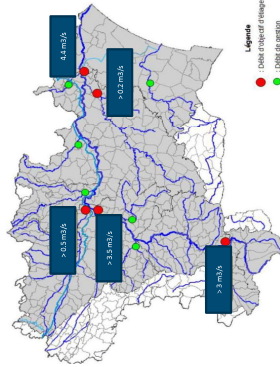 4,4 m3/s
> 0.2 m3/s
> 0.5 m3/s
> 3.5 m3/s
> 3 m3/s
Légende
: Débit d'objectif d'étiage
: Débit de gestion